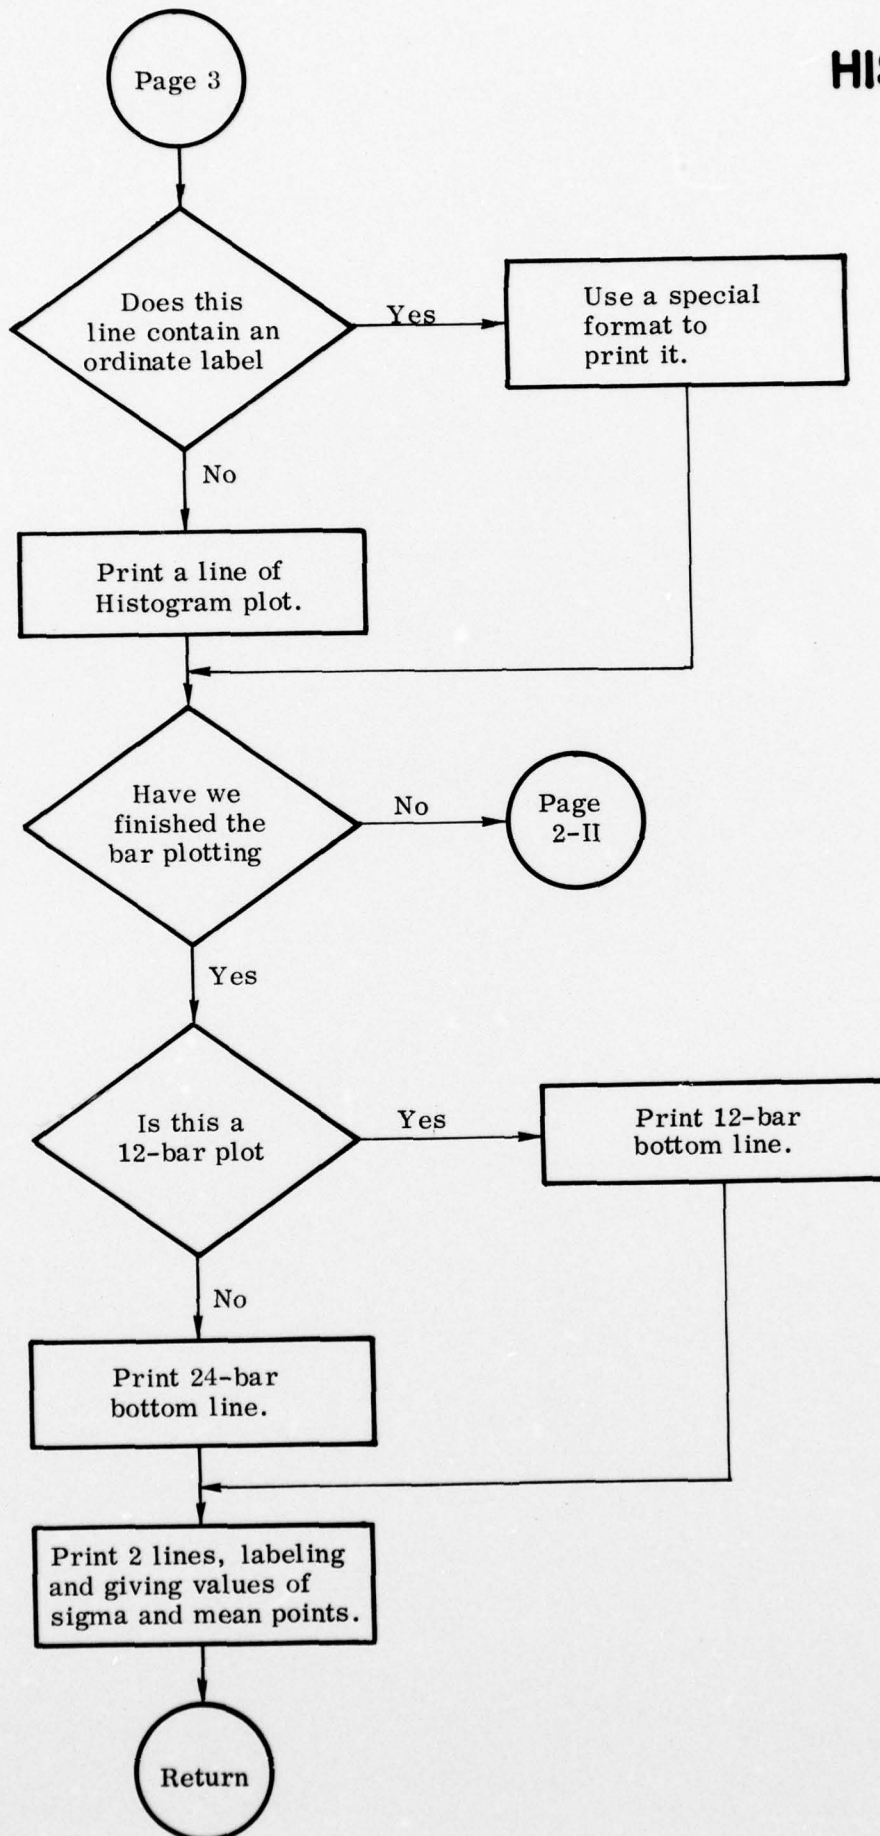 Page 3
HIS
Does this
line contain an
ordinate label
Yes
Use a special
format to
print it.
No
Print a line of
Histogram plot.
Have we
finished the
bar plotting
No
Page
2-II
Yes
Is this a
12-bar plot
Yes
Print 12-bar
bottom line.
No
Print 24-bar
bottom line.
Print 2 lines, labeling
and giving values of
sigma and mean points.
Return